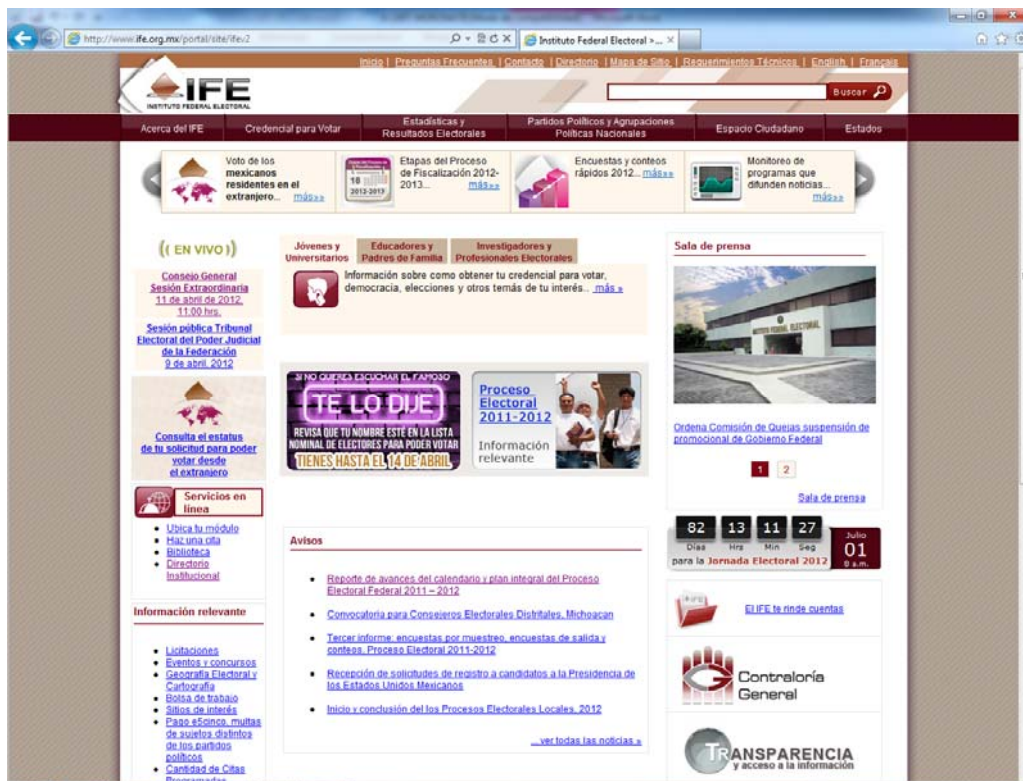 http://www.ife.org.mx/portal/site/ifev2
Instituto Federal Electoral >...
Inicio | Preguntas Frecuentes | Contacto | Directorio | Mapa de Sitio | Requerimientos Técnicos | English | Français
IFE
INSTITUTO FEDERAL ELECTORAL
Buscar
Acerca del IFE
Credencial para Votar
Estadísticas y
Resultados Electorales
Partidos Políticos y Agrupaciones
Políticas Nacionales
Espacio Ciudadano
Estados
Voto de los
mexicanos
residentes en el
extranjero... más»»
Etapas del Proceso
de Fiscalización 2012-
2013... más»»
18
2012-2013
Encuestas y conteos
rápidos 2012... más»»
Monitoreo de
programas que
difunden noticias...
más»»
(( EN VIVO ))
Consejo General
Sesión Extraordinaria
11 de abril de 2012,
11:00 hrs.
Sesión pública Tribunal
Electoral del Poder Judicial
de la Federación
9 de abril, 2012
Consulta el estatus
de tu solicitud para poder
votar desde
el extranjero
Servicios en
línea
Ubica tu módulo
Haz una cita
Biblioteca
Directorio
Institucional
Información relevante
Licitaciones
Eventos y concursos
Geografía Electoral y
Cartografía
Bolsa de trabajo
Sitios de interés
Pago e5cinco, multas
de sujetos distintos
de los partidos
políticos
Cantidad de Citas
Programadas
Jóvenes y
Universitarios
Educadores y
Padres de Familia
Investigadores y
Profesionales Electorales
Información sobre como obtener tu credencial para votar,
democracia, elecciones y otros temás de tu interés... más »
SI NO QUIERES ESCUCHAR EL FAMOSO
TE LO DIJE
REVISA QUE TU NOMBRE ESTÉ EN LA LISTA
NOMINAL DE ELECTORES PARA PODER VOTAR
TIENES HASTA EL 14 DE ABRIL
Proceso
Electoral
2011-2012
Información
relevante
Avisos
Reporte de avances del calendario y plan integral del Proceso
Electoral Federal 2011 – 2012
Convocatoria para Consejeros Electorales Distritales, Michoacan
Tercer informe: encuestas por muestreo, encuestas de salida y
conteos, Proceso Electoral 2011-2012
Recepción de solicitudes de registro a candidatos a la Presidencia de
los Estados Unidos Mexicanos
Inicio y conclusión del los Procesos Electorales Locales, 2012
...ver todas las noticias »
Sala de prensa
INSTITUTO FEDERAL ELECTORAL
Ordena Comisión de Quejas suspensión de
promocional de Gobierno Federal
1 2
Sala de prensa
82 13 11 27
Días Hrs Min Seg
para la Jornada Electoral 2012
Julio
01
8 a.m.
El IFE te rinde cuentas
Contraloría
General
TRANSPARENCIA
y acceso a la información